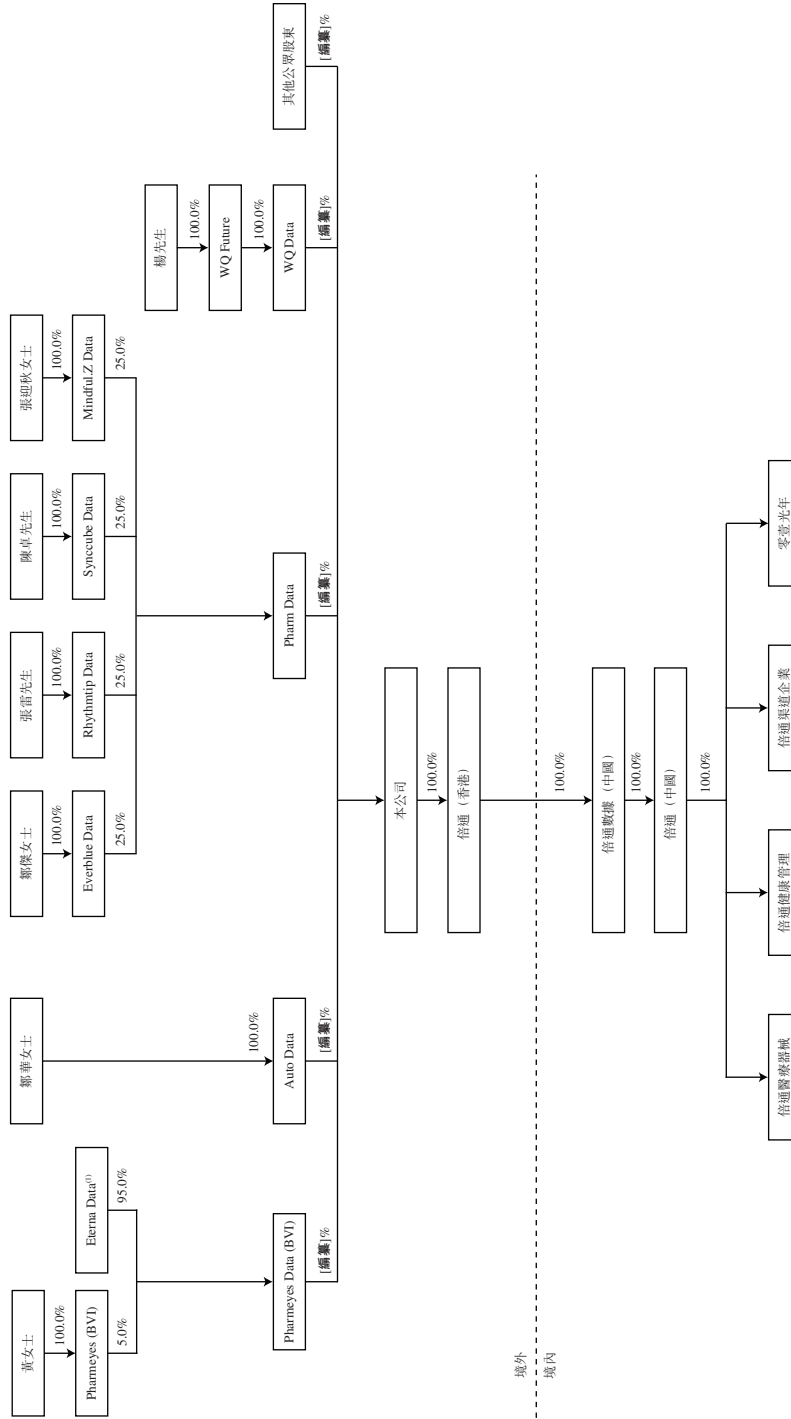 黃女士
100.0%
Pharmeyes (BVI)
5.0%
Eterna Data(1)
95.0%
Pharmeyes Data (BVI)
[編纂]%
鄒華女士
100.0%
Auto Data
[編纂]%
鄒傑女士
100.0%
Everblue Data
25.0%
張雷先生
100.0%
Rhythmtip Data
25.0%
陳卓先生
100.0%
Synccube Data
25.0%
張迎秋女士
100.0%
Mindful.Z Data
25.0%
Pharm Data
[編纂]%
楊先生
100.0%
WQ Future
100.0%
WQ Data
[編纂]%
其他公眾股東
[編纂]%
本公司
100.0%
倍通（香港）
境外
境內
100.0%
倍通數據（中國）
100.0%
倍通（中國）
100.0%
倍通醫療器械
倍通健康管理
倍通渠道企業
零壹光年